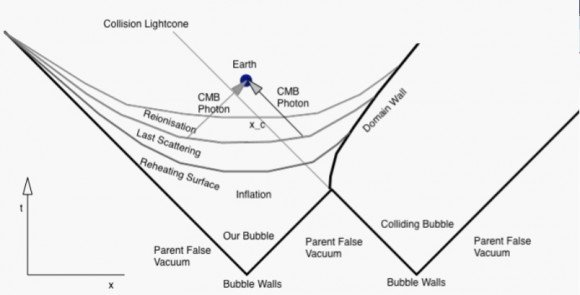 Collision Lightcone
Earth
CMB
Photon
CMB
Photon
Reionisation
x_c
Domain Wall
Last Scattering
Reheating Surface
Inflation
t
Our Bubble
Colliding Bubble
Parent False
Vacuum
Parent False
Vacuum
Parent False
Vacuum
x
Bubble Walls
Bubble Walls